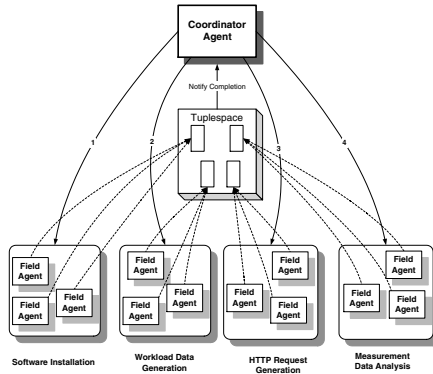 Coordinator
Agent
Notify Completion
Tuplespace
1
2
3
4
Field
Agent
Field
Agent
Field
Agent
Field
Agent
Field
Agent
Field
Agent
Field
Agent
Field
Agent
Field
Agent
Field
Agent
Field
Agent
Field
Agent
Software Installation
Workload Data
Generation
HTTP Request
Generation
Measurement
Data Analysis